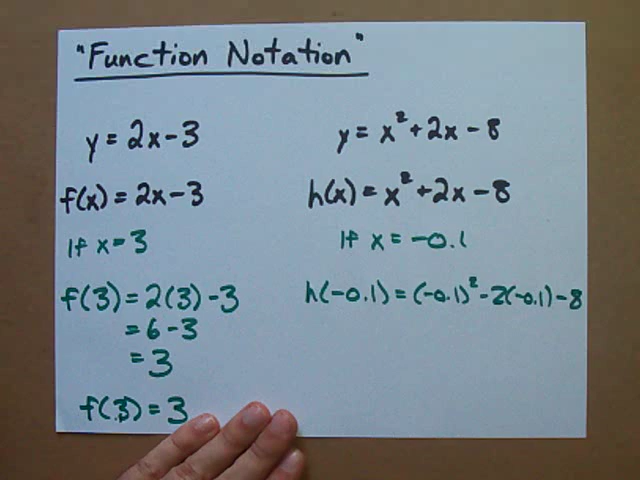 "Function Notation"
y = 2x - 3
f(x) = 2x - 3
If x = 3
f(3) = 2(3) - 3
= 6 - 3
= 3
f(3) = 3
y = x² + 2x - 8
h(x) = x² + 2x - 8
If x = -0.1
h(-0.1) = (-0.1)² - 2(-0.1) - 8